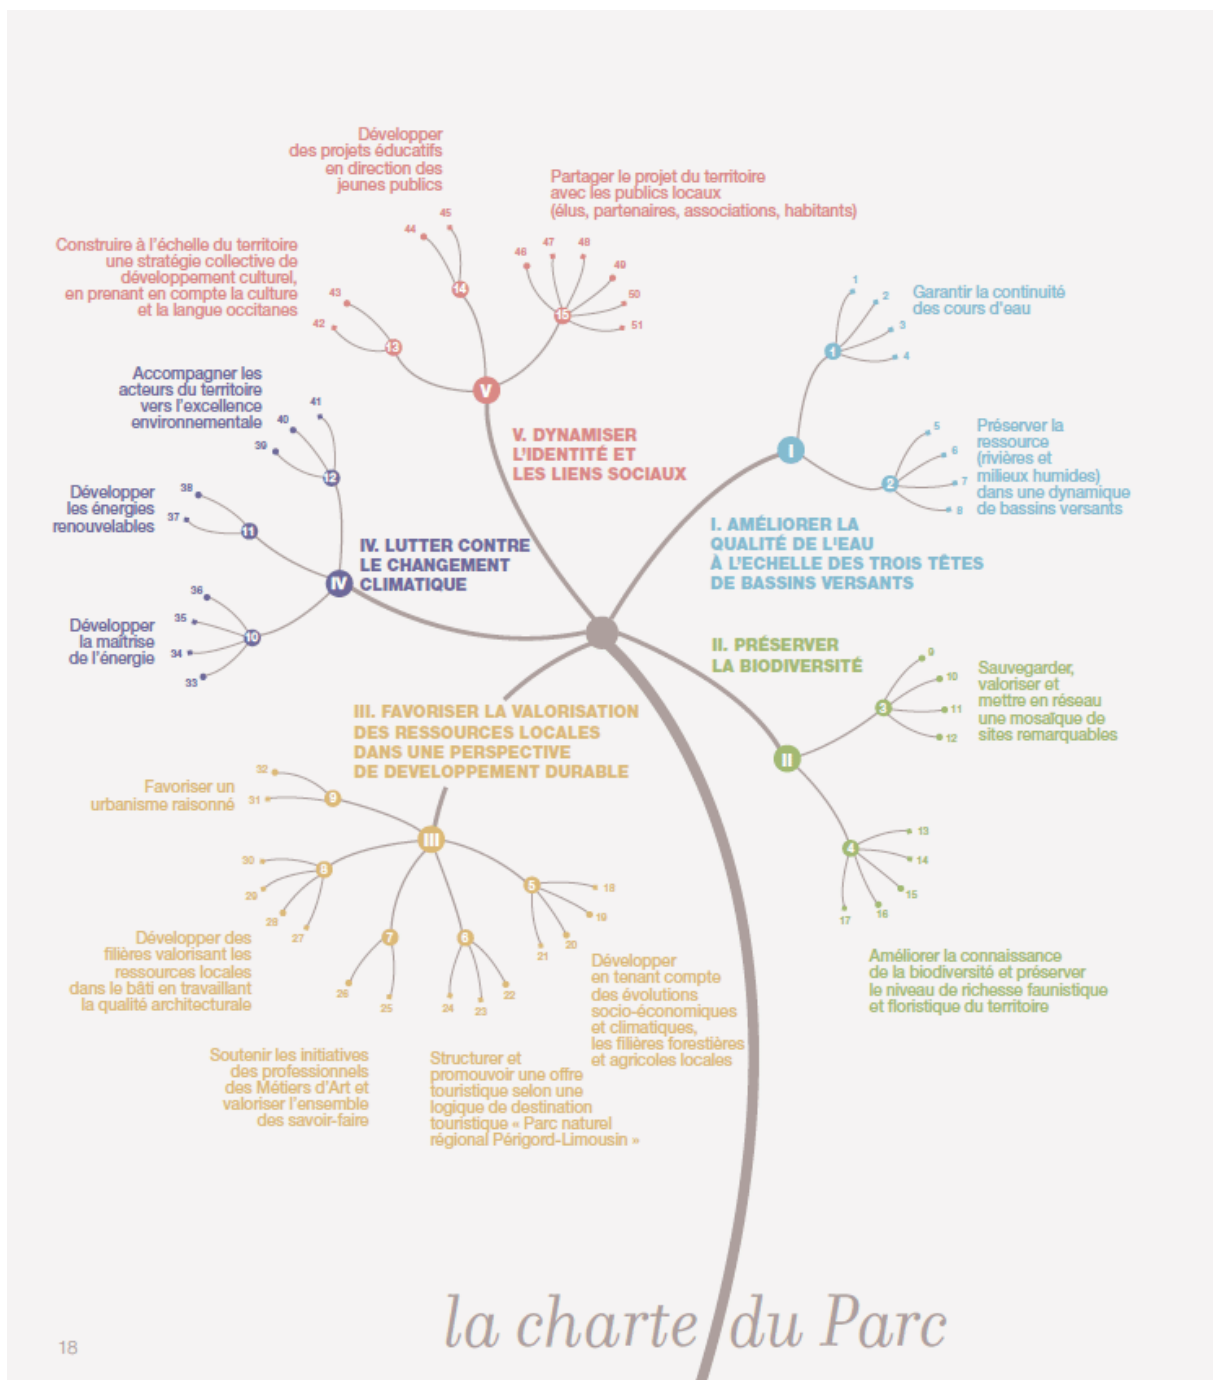 Développer
des projets éducatifs
en direction des
jeunes publics
45
44
Partager le projet du territoire
avec les publics locaux
(élus, partenaires, associations, habitants)
46
47
48
49
50
51
15
14
Construire à l'échelle du territoire
une stratégie collective de
développement culturel,
en prenant en compte la culture
et la langue occitanes
43
42
13
V
V. DYNAMISER
L'IDENTITÉ ET
LES LIENS SOCIAUX
1
2
3
4
1
Garantir la continuité
des cours d'eau
I
5
6
7
8
2
Préserver la
ressource
(rivières et
milieux humides)
dans une dynamique
de bassins versants
I. AMÉLIORER LA
QUALITÉ DE L'EAU
À L'ECHELLE DES TROIS TÊTES
DE BASSINS VERSANTS
Accompagner les
acteurs du territoire
vers l'excellence
environnementale
41
40
39
12
Développer
les énergies
renouvelables
38
37
11
IV
IV. LUTTER CONTRE
LE CHANGEMENT
CLIMATIQUE
Développer
la maîtrise
de l'énergie
36
35
34
33
10
II. PRÉSERVER
LA BIODIVERSITÉ
9
10
11
12
3
Sauvegarder,
valoriser et
mettre en réseau
une mosaïque de
sites remarquables
II
13
14
15
16
17
4
Améliorer la connaissance
de la biodiversité et préserver
le niveau de richesse faunistique
et floristique du territoire
III. FAVORISER LA VALORISATION
DES RESSOURCES LOCALES
DANS UNE PERSPECTIVE
DE DEVELOPPEMENT DURABLE
Favoriser un
urbanisme raisonné
32
31
9
III
30
29
28
27
8
Développer des
filières valorisant les
ressources locales
dans le bâti en travaillant
la qualité architecturale
7
26
25
Soutenir les initiatives
des professionnels
des Métiers d'Art et
valoriser l'ensemble
des savoir-faire
6
24
23
22
Structurer et
promouvoir une offre
touristique selon une
logique de destination
touristique « Parc naturel
régional Périgord-Limousin »
5
18
19
20
21
Développer
en tenant compte
des évolutions
socio-économiques
et climatiques,
les filières forestières
et agricoles locales
la charte du Parc
18